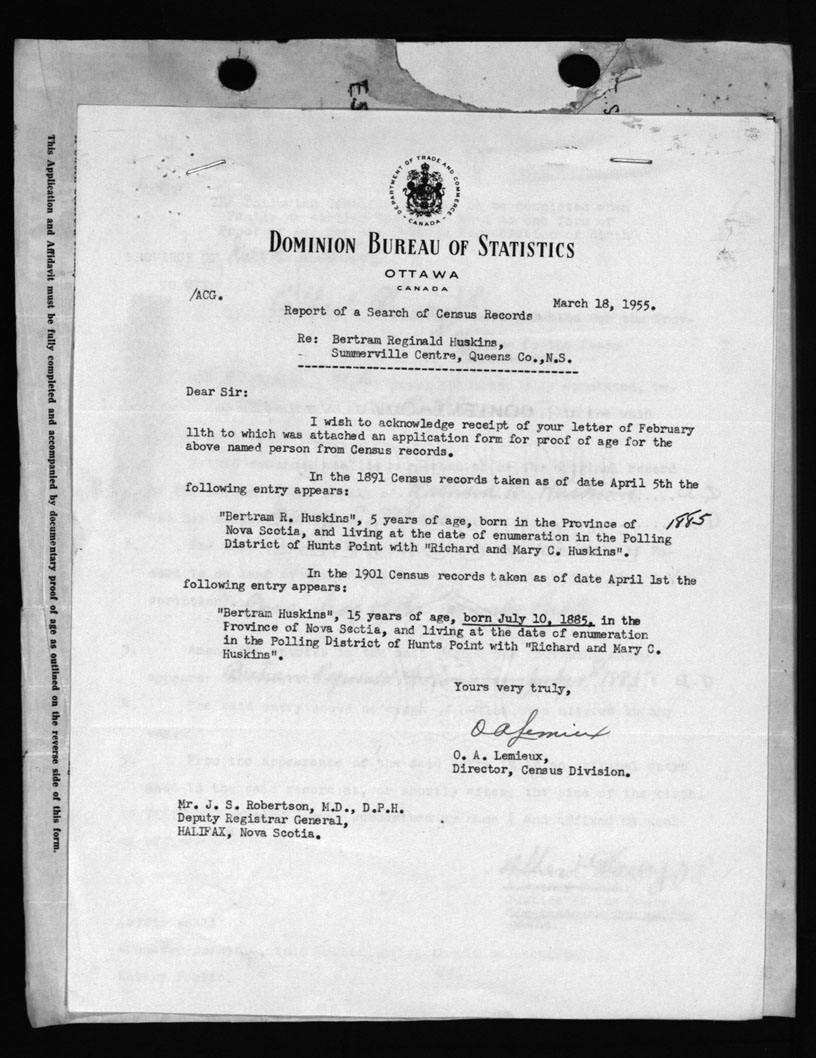 DEPARTMENT OF TRADE AND COMMERCE
CANADA
DOMINION BUREAU OF STATISTICS
OTTAWA
CANADA
/ACG.
March 18, 1955.
Report of a Search of Census Records
Re: Bertram Reginald Huskins,
Summerville Centre, Queens Co.,N.S.
Dear Sir:
I wish to acknowledge receipt of your letter of February
11th to which was attached an application form for proof of age for the
above named person from Census records.
In the 1891 Census records taken as of date April 5th the
following entry appears:
"Bertram R. Huskins", 5 years of age, born in the Province of 1885
Nova Scotia, and living at the date of enumeration in the Polling
District of Hunts Point with "Richard and Mary C. Huskins".
In the 1901 Census records taken as of date April 1st the
following entry appears:
"Bertram Huskins", 15 years of age, born July 10, 1885, in the
Province of Nova Scotia, and living at the date of enumeration
in the Polling District of Hunts Point with "Richard and Mary C.
Huskins".
Yours very truly,
O A Lemieux
O. A. Lemieux,
Director, Census Division.
Mr. J. S. Robertson, M.D., D.P.H.
Deputy Registrar General,
HALIFAX, Nova Scotia.
This Application and Affidavit must be fully completed and accompanied by documentary proof of age as outlined on the reverse side of this form.